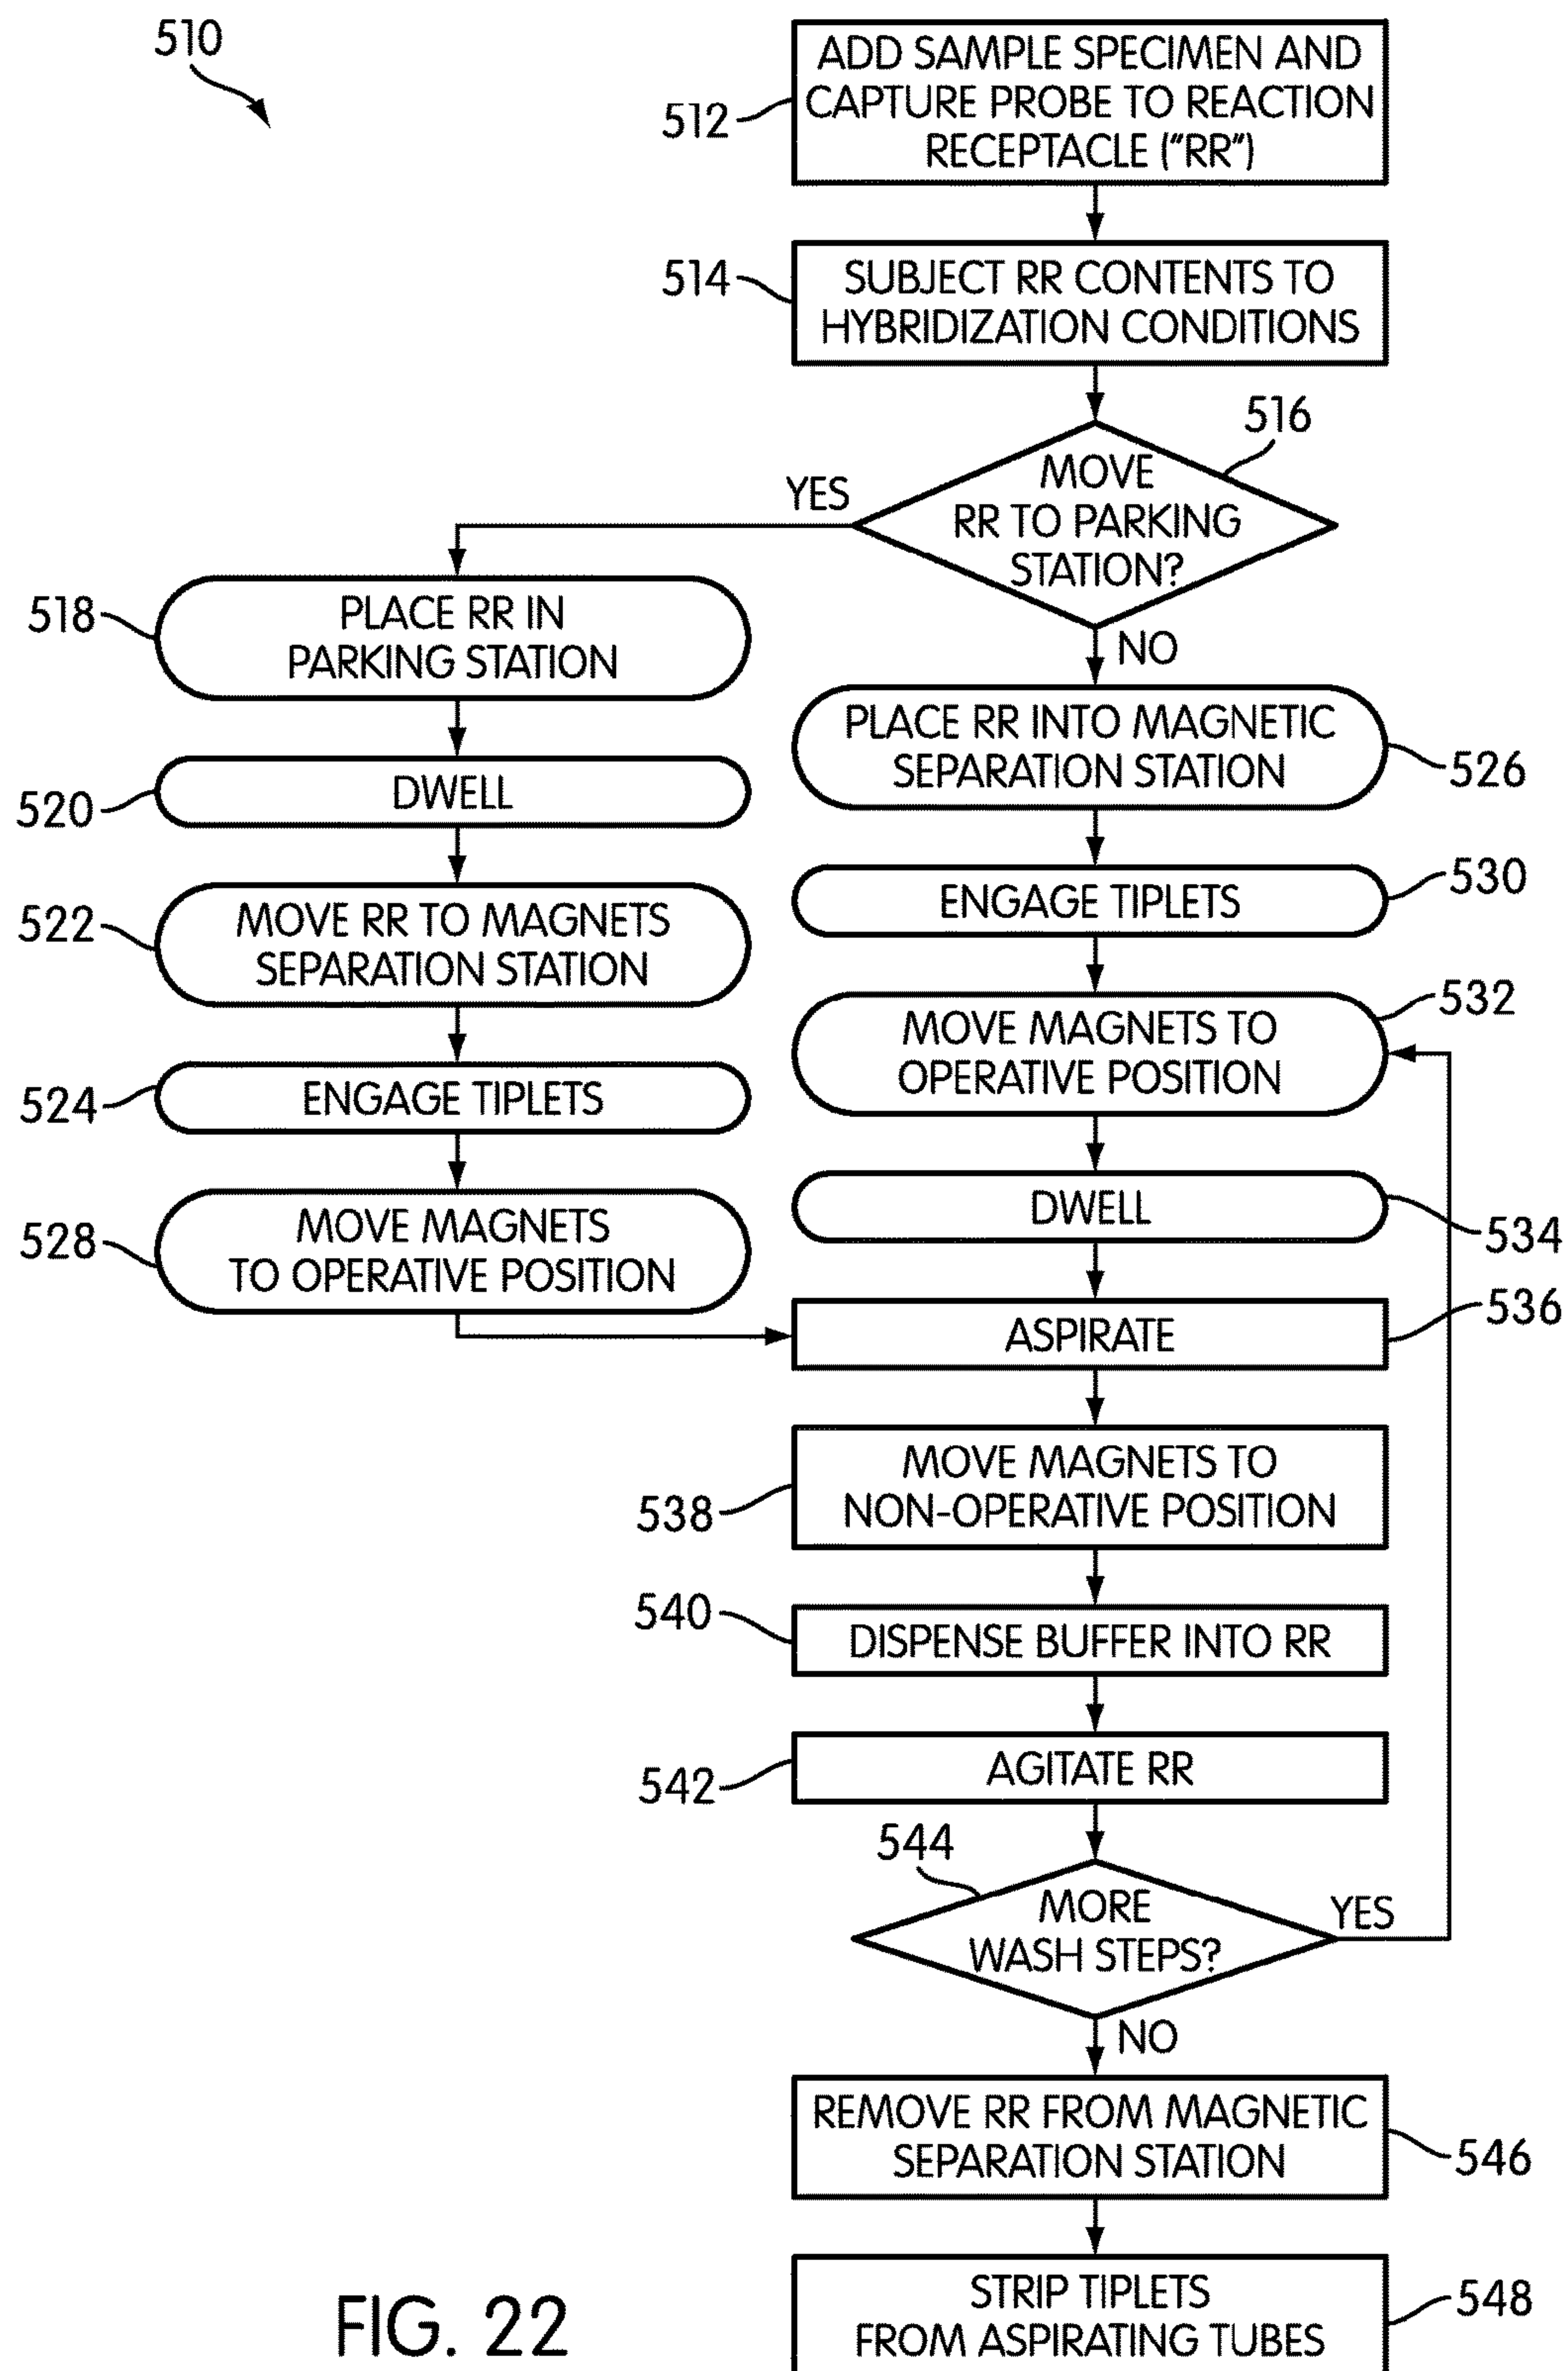 510
512
ADD SAMPLE SPECIMEN AND
CAPTURE PROBE TO REACTION
RECEPTACLE ("RR")
514
SUBJECT RR CONTENTS TO
HYBRIDIZATION CONDITIONS
516
MOVE
RR TO PARKING
STATION?
YES
NO
518
PLACE RR IN
PARKING STATION
520
DWELL
522
MOVE RR TO MAGNETS
SEPARATION STATION
524
ENGAGE TIPLETS
528
MOVE MAGNETS
TO OPERATIVE POSITION
PLACE RR INTO MAGNETIC
SEPARATION STATION
526
ENGAGE TIPLETS
530
MOVE MAGNETS TO
OPERATIVE POSITION
532
DWELL
534
ASPIRATE
536
538
MOVE MAGNETS TO
NON-OPERATIVE POSITION
540
DISPENSE BUFFER INTO RR
542
AGITATE RR
544
MORE
WASH STEPS?
YES
NO
REMOVE RR FROM MAGNETIC
SEPARATION STATION
546
STRIP TIPLETS
FROM ASPIRATING TUBES
548
FIG. 22